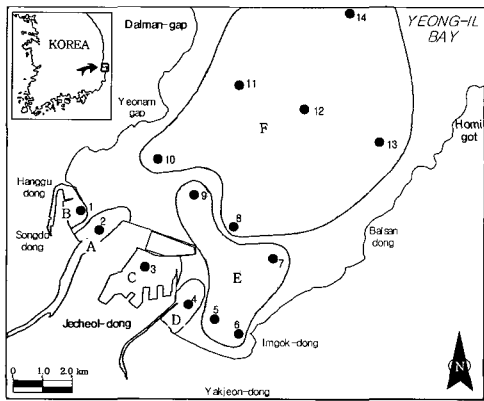 KOREA
Dalman-gap
YEONG-IL
BAY
14
11
12
Yeonam
gap
F
13
Homi
got
10
Hanggu
dong
9
B
1
2
8
Songdo
dong
A
Balsan
dong
C
3
E
7
Jecheol-dong
4
D
5
6
Imgok-dong
0
1.0
2.0 km
Yakjeon-dong
N